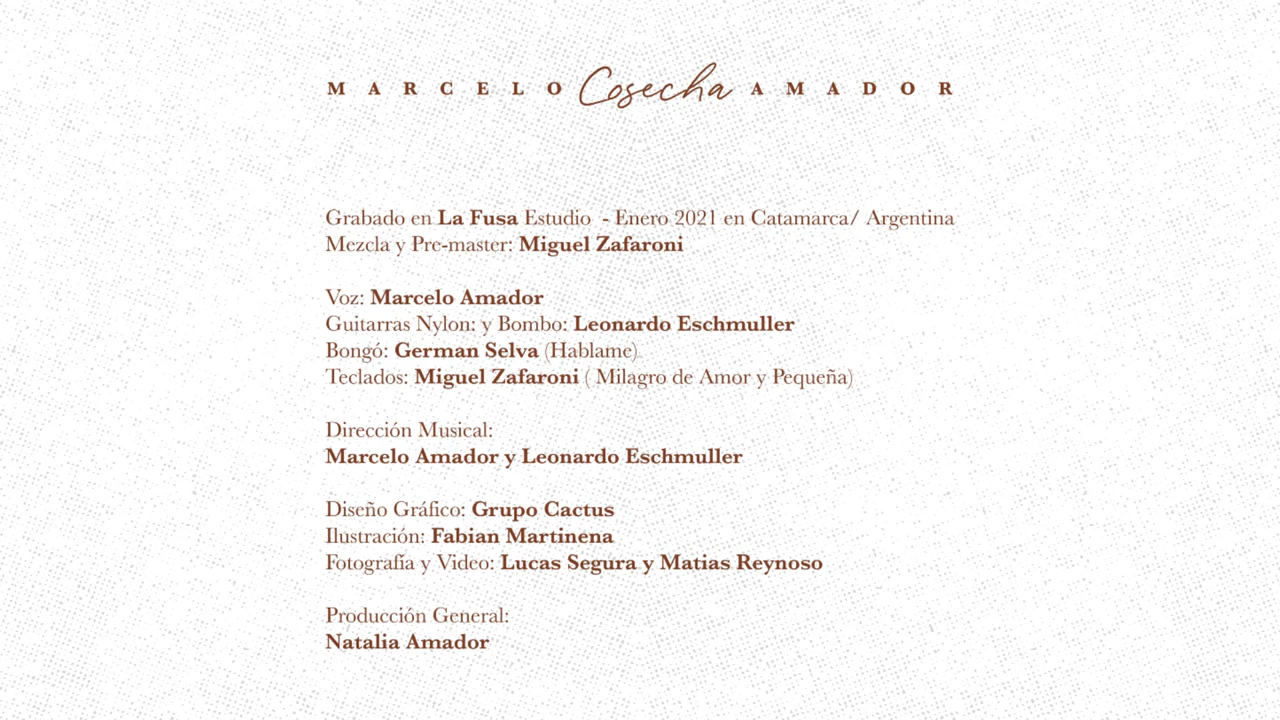 MARCELO Cosecha AMADOR
Grabado en La Fusa Estudio - Enero 2021 en Catamarca/ Argentina
Mezcla y Pre-master: Miguel Zafaroni
Voz: Marcelo Amador
Guitarras Nylon: y Bombo: Leonardo Eschmuller
Bongó: German Selva (Hablame)
Teclados: Miguel Zafaroni ( Milagro de Amor y Pequeña)
Dirección Musical:
Marcelo Amador y Leonardo Eschmuller
Diseño Gráfico: Grupo Cactus
Ilustración: Fabian Martinena
Fotografía y Video: Lucas Segura y Matias Reynoso
Producción General:
Natalia Amador